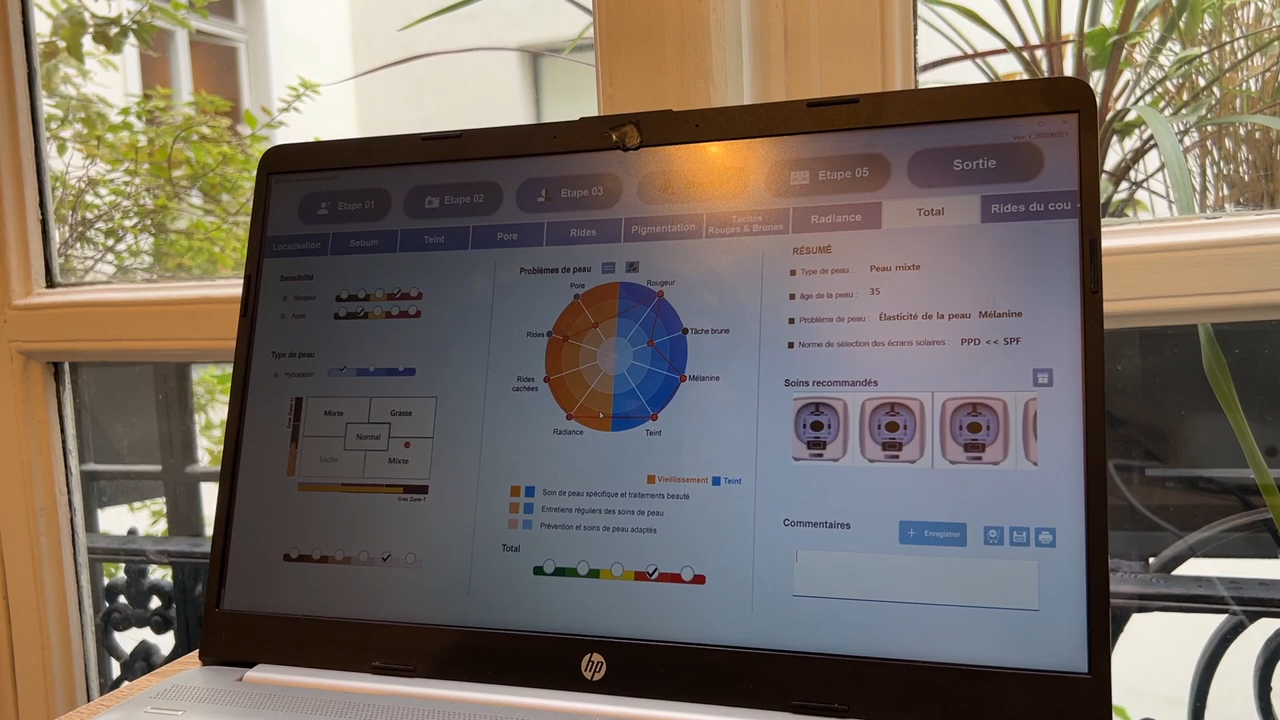 Etape 01
Etape 02
Etape 03
Etape 05
Sortie
Localisation
Sebum
Teint
Pore
Rides
Pigmentation
Taches
Rouges & Brunes
Radiance
Total
Rides du cou
Sensibilité
Rougeur
Type de peau
Hydratation
Mixte
Grasse
Normal
Seche
Mixte
Gras Zone-T
Problèmes de peau
Pore
Rougeur
Rides
Tâche brune
Rides
cachées
Mélanine
Radiance
Teint
Vieillissement
Teint
Soin de peau spécifique et traitements beauté
Entretiens réguliers des soins de peau
Prévention et soins de peau adaptés
Total
RÉSUMÉ
Type de peau : Peau mixte
âge de la peau : 35
Problème de peau : Élasticité de la peau Mélanine
Norme de sélection des écrans solaires : PPD << SPF
Soins recommandés
Commentaires
+ Enregistrer
hp